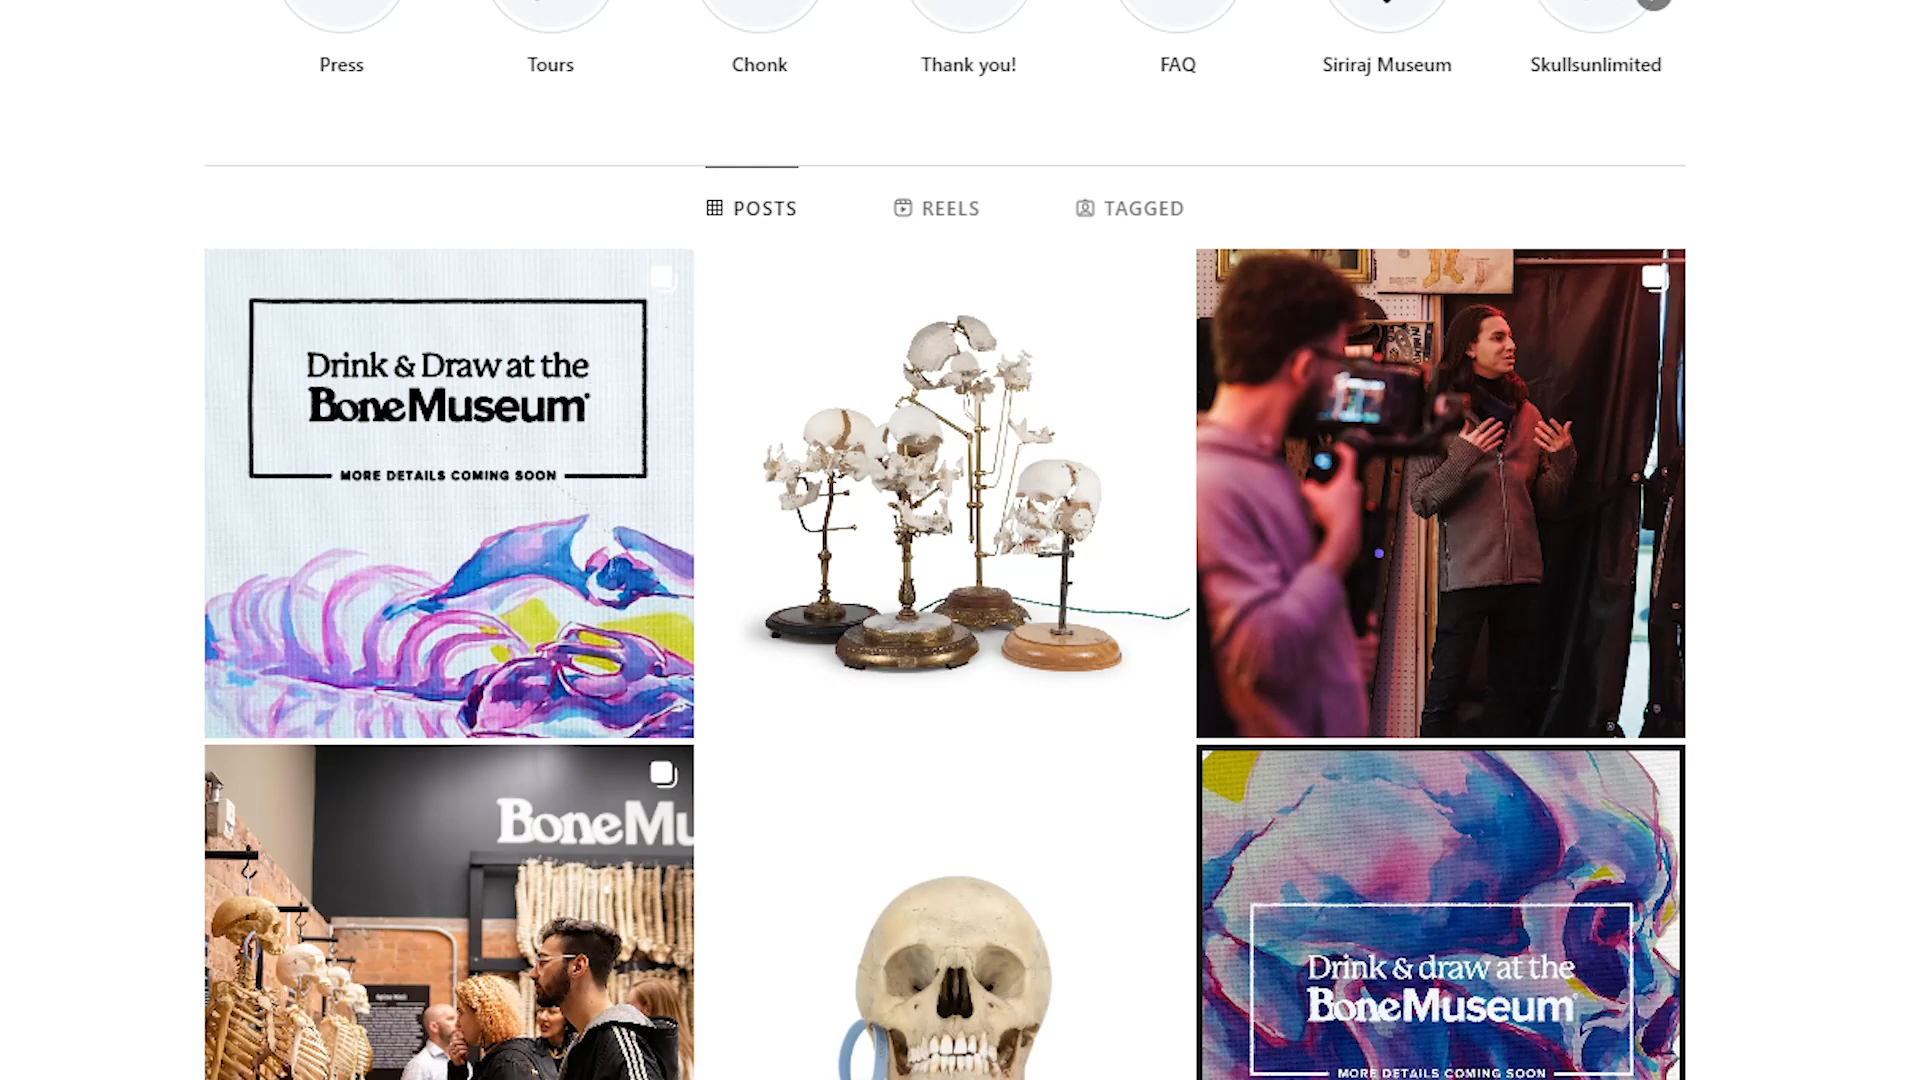 Press
Tours
Chonk
Thank you!
FAQ
Siriraj Museum
Skullsunlimited
POSTS
REELS
TAGGED
Drink & Draw at the
BoneMuseum
MORE DETAILS COMING SOON
BoneMu
Drink & draw at the
BoneMuseum
MORE DETAILS COMING SOON